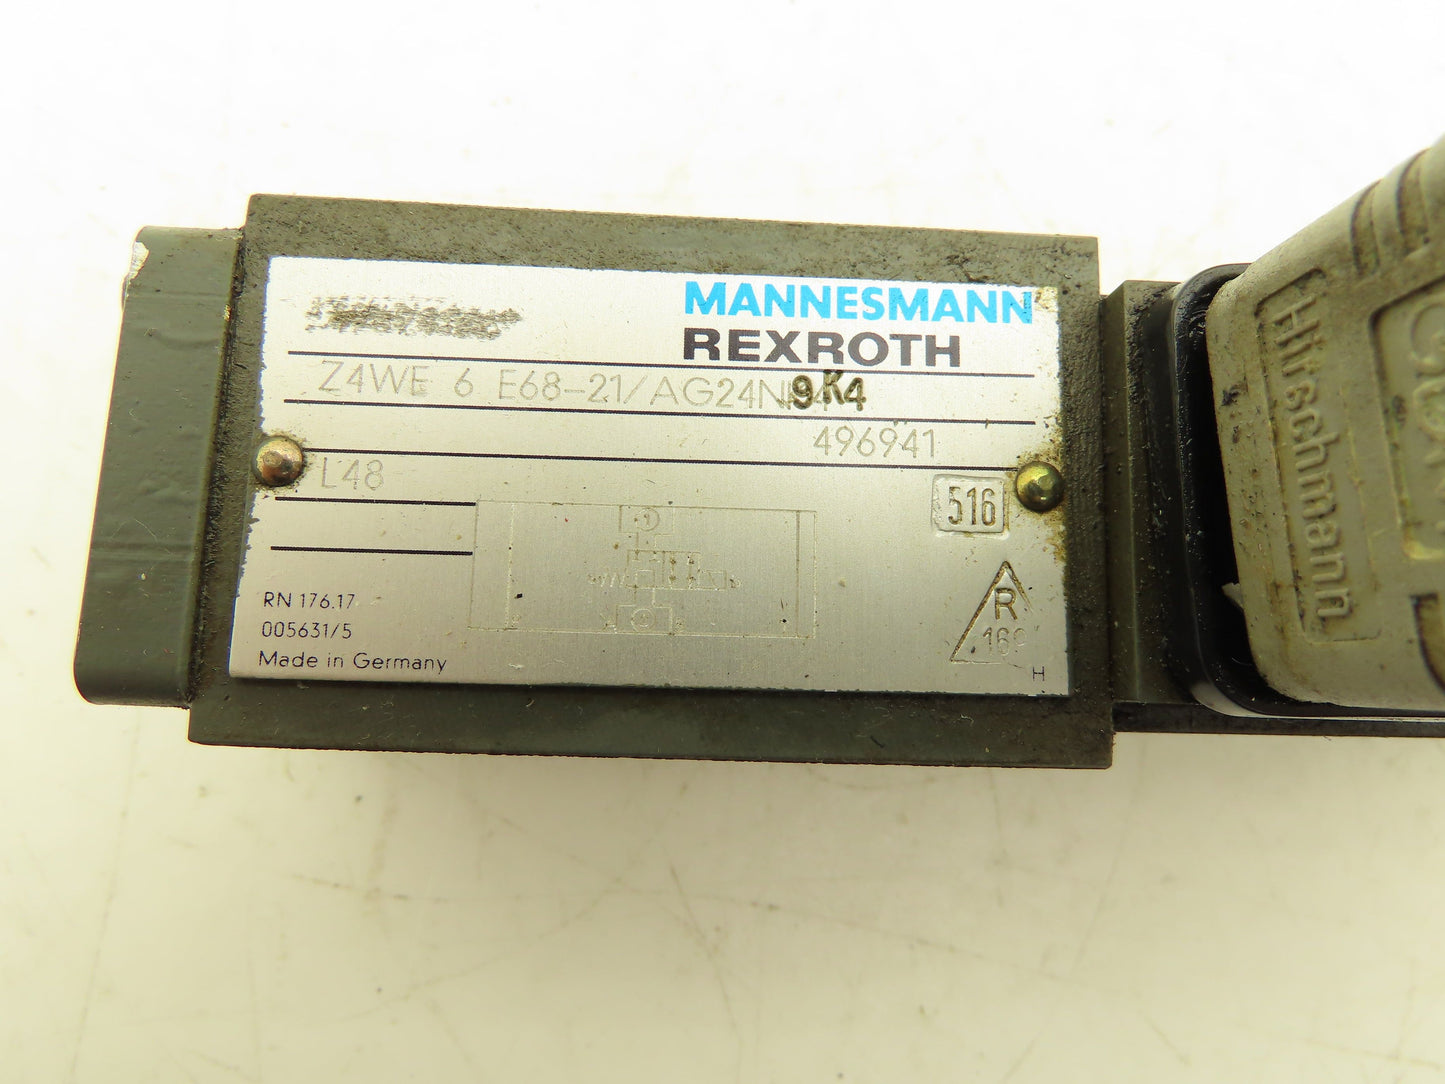 MANNESMANN
REXROTH
Z4WE 6 E68-21/AG24N9K4
496941
L48
516
RN 176.17
005631/5
Made in Germany
R
H
Hirschmann